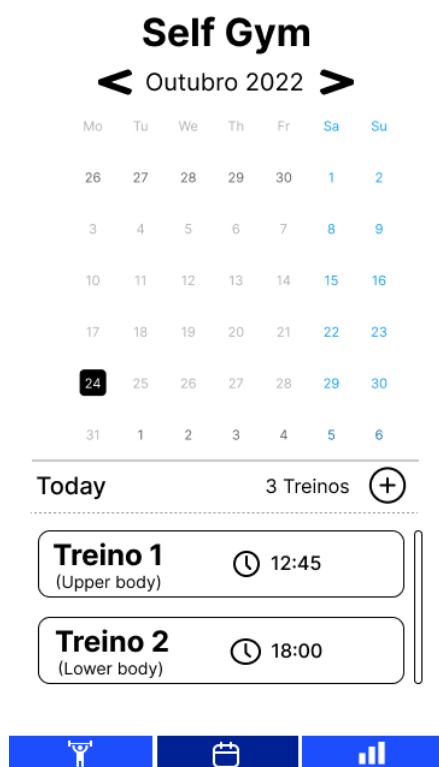 Self Gym
< Outubro 2022 >
Mo Tu We Th Fr Sa Su
26 27 28 29 30 1 2
3 4 5 6 7 8 9
10 11 12 13 14 15 16
17 18 19 20 21 22 23
24 25 26 27 28 29 30
31 1 2 3 4 5 6
Today 3 Treinos +
Treino 1 12:45
(Upper body)
Treino 2 18:00
(Lower body)